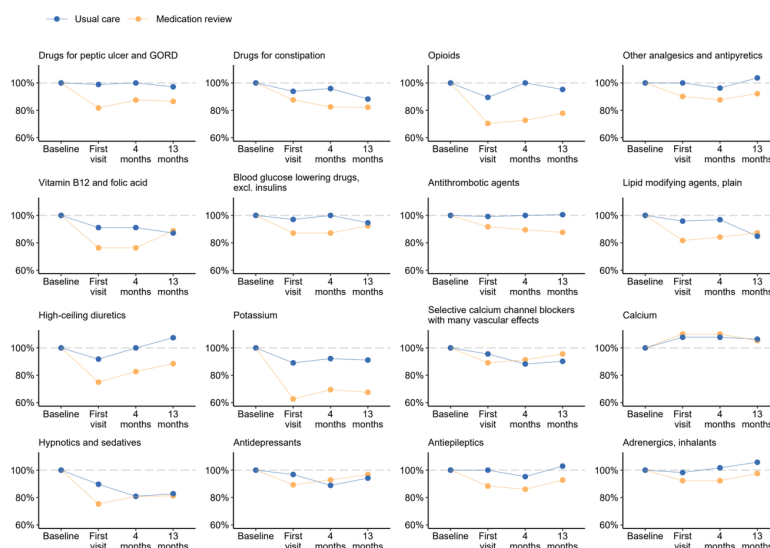 Usual care
Medication review
Drugs for peptic ulcer and GORD
100%
80%
60%
Baseline
First visit
4 months
13 months
Drugs for constipation
100%
80%
60%
Baseline
First visit
4 months
13 months
Opioids
100%
80%
60%
Baseline
First visit
4 months
13 months
Other analgesics and antipyretics
100%
80%
60%
Baseline
First visit
4 months
13 months
Vitamin B12 and folic acid
100%
80%
60%
Baseline
First visit
4 months
13 months
Blood glucose lowering drugs,
excl. insulins
100%
80%
60%
Baseline
First visit
4 months
13 months
Antithrombotic agents
100%
80%
60%
Baseline
First visit
4 months
13 months
Lipid modifying agents, plain
100%
80%
60%
Baseline
First visit
4 months
13 months
High-ceiling diuretics
100%
80%
60%
Baseline
First visit
4 months
13 months
Potassium
100%
80%
60%
Baseline
First visit
4 months
13 months
Selective calcium channel blockers
with many vascular effects
100%
80%
60%
Baseline
First visit
4 months
13 months
Calcium
100%
80%
60%
Baseline
First visit
4 months
13 months
Hypnotics and sedatives
100%
80%
60%
Baseline
First visit
4 months
13 months
Antidepressants
100%
80%
60%
Baseline
First visit
4 months
13 months
Antiepileptics
100%
80%
60%
Baseline
First visit
4 months
13 months
Adrenergics, inhalants
100%
80%
60%
Baseline
First visit
4 months
13 months